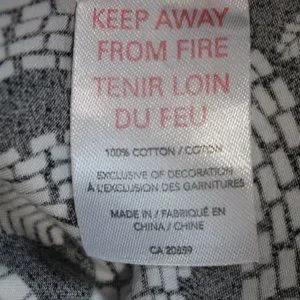 KEEP AWAY
FROM FIRE
TENIR LOIN
DU FEU
100% COTTON / COTON
EXCLUSIVE OF DECORATION
À L'EXCLUSION DES GARNITURES
MADE IN / FABRIQUÉ EN
CHINA / CHINE
CA 20859